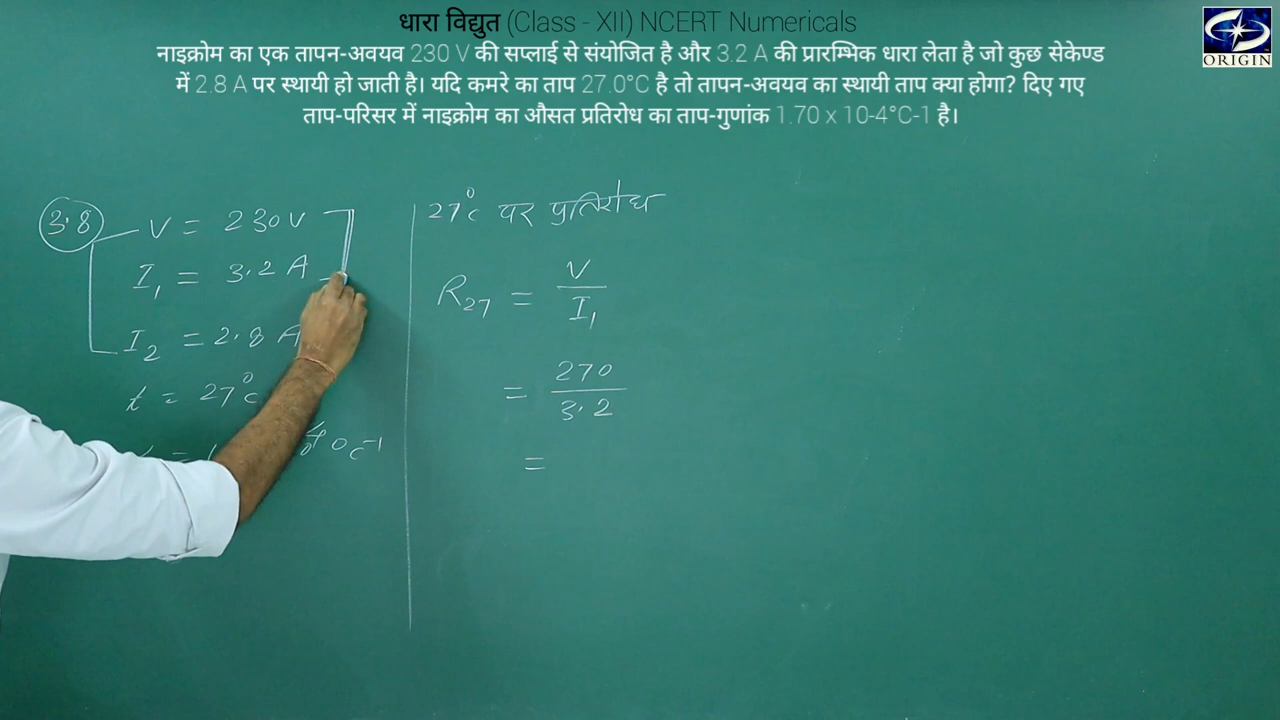 धारा विद्युत (Class - XII) NCERT Numericals
नाइक्रोम का एक तापन-अवयव 230 V की सप्लाई से संयोजित है और 3.2 A की प्रारम्भिक धारा लेता है जो कुछ सेकेण्ड
में 2.8 A पर स्थायी हो जाती है। यदि कमरे का ताप 27.0°C है तो तापन-अवयव का स्थायी ताप क्या होगा? दिए गए
ताप-परिसर में नाइक्रोम का औसत प्रतिरोध का ताप-गुणांक 1.70 x 10-4°C-1 है।
ORIGIN
3.8
V = 230V
I₁ = 3.2 A
I₂ = 2.8 A
t = 27°C
°C⁻¹
27°C पर प्रतिरोध
R₂₇ = V/I₁
= 270/3.2
=